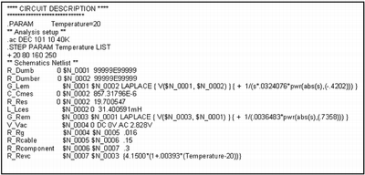 **** CIRCUIT DESCRIPTION ****
******************************
.PARAM Temperature=20
** Analysis setup **
.ac DEC 101 10 40K
.STEP PARAM Temperature LIST
+ 20 80 160 250
** Schematics Netlist **
R_Dumb 0 $N_0001 99999E99999
R_Dumber 0 $N_0002 99999E99999
G_Lem $N_0001 $N_0002 LAPLACE { V($N_0001, $N_0002) } { + 1/(s*.0324076*pwr(abs(s),(-.4202))) }
C_Cmes 0 $N_0002 857.31796E-6
R_Res 0 $N_0002 19.700547
L_Lces $N_0002 0 31.400591mH
G_Rem $N_0003 $N_0001 LAPLACE { V($N_0003, $N_0001) } { + 1/(.0036483*pwr(abs(s),(.7358))) }
V_Vac $N_0004 0 DC 0V AC 2.828V
R_Rg $N_0004 $N_0005 .016
R_Rcable $N_0005 $N_0006 .15
R_Rcomponent $N_0006 $N_0007 .3
R_Revc $N_0007 $N_0003 {4.1500*(1+.00393*(Temperature-20))}